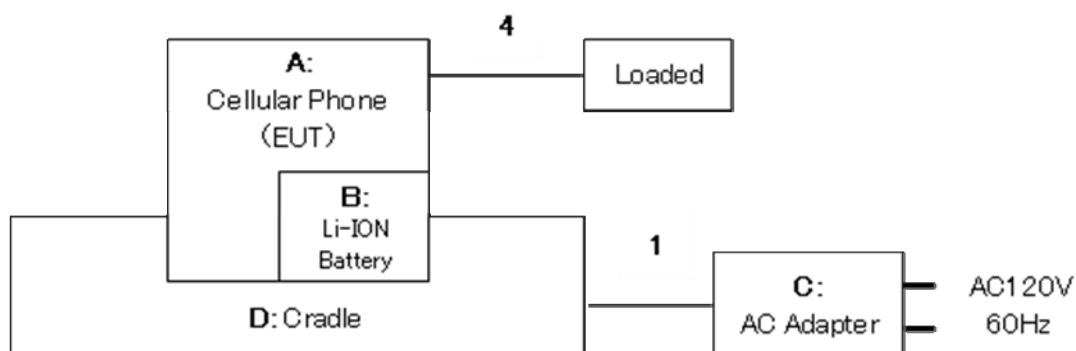 4
A:
Cellular Phone
（EUT）
Loaded
B:
Li-ION
Battery
1
D: Cradle
C:
AC Adapter
AC120V
60Hz